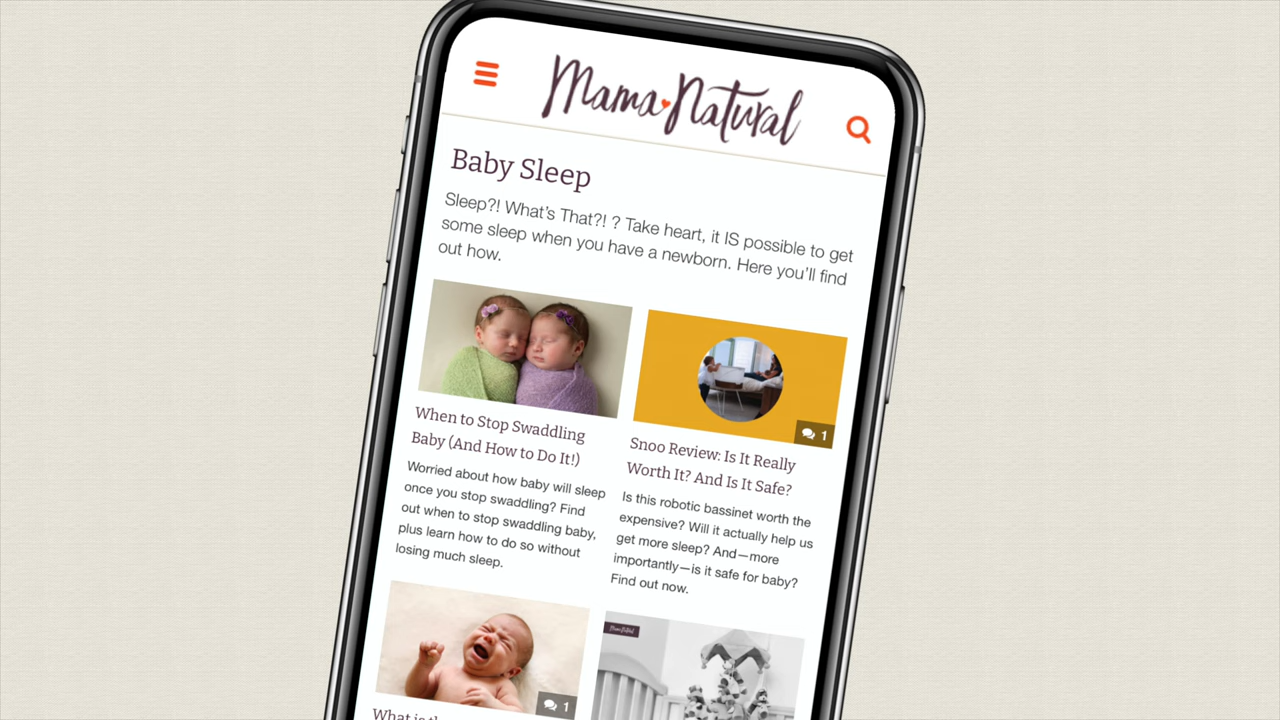 Mama Natural
Baby Sleep
Sleep?! What's That?! ? Take heart, it IS possible to get
some sleep when you have a newborn. Here you'll find
out how.
1
When to Stop Swaddling
Baby (And How to Do It!)
Worried about how baby will sleep
once you stop swaddling? Find
out when to stop swaddling baby,
plus learn how to do so without
losing much sleep.
Snoo Review: Is It Really
Worth It? And Is It Safe?
Is this robotic bassinet worth the
expensive? Will it actually help us
get more sleep? And—more
importantly—is it safe for baby?
Find out now.
1
Mama Natural
What is